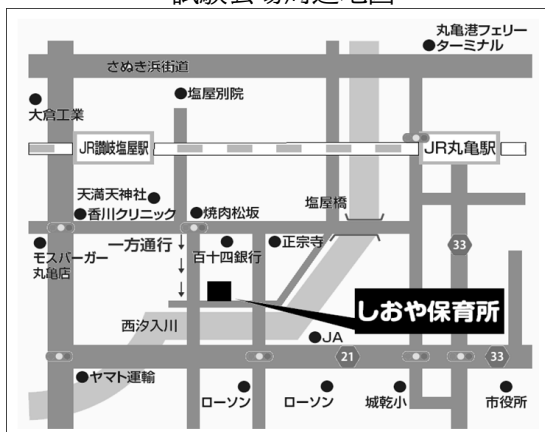 試験会場周辺地図
丸亀港フェリー
ターミナル
さぬき浜街道
塩屋別院
大倉工業
JR讃岐塩屋駅
JR丸亀駅
天満天神社
塩屋橋
香川クリニック
焼肉松坂
一方通行
百十四銀行
正宗寺
33
モスバーガー
丸亀店
しおや保育所
西汐入川
JA
21
33
ヤマト運輸
ローソン
ローソン
城乾小
市役所